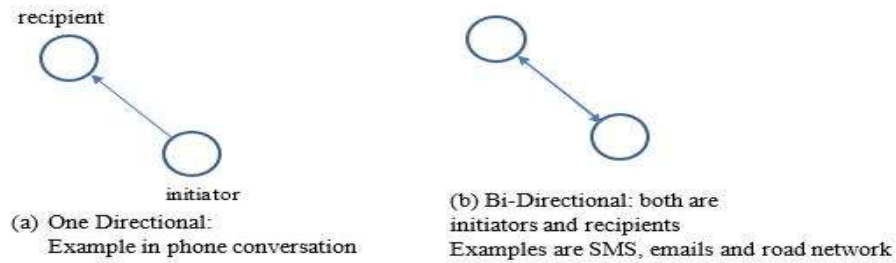 recipient
initiator
(a) One Directional:
Example in phone conversation
(b) Bi-Directional: both are
initiators and recipients
Examples are SMS, emails and road network